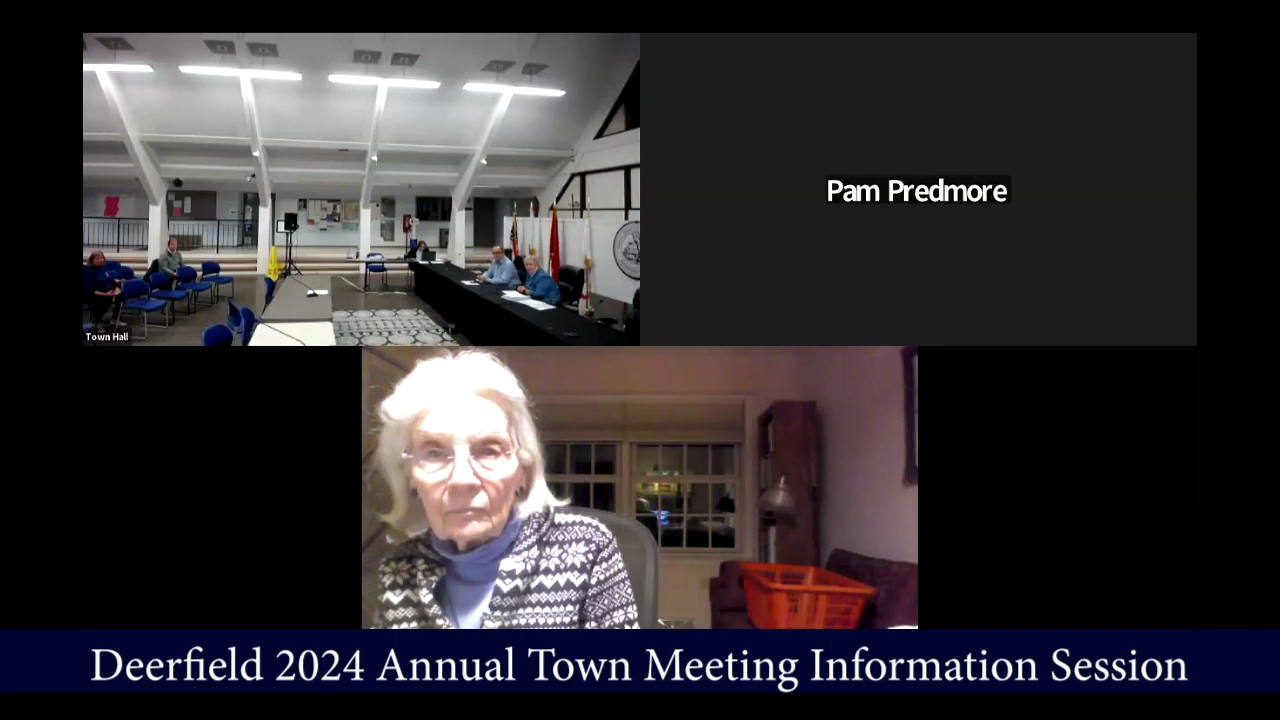 Town Hall
Pam Predmore
Deerfield 2024 Annual Town Meeting Information Session